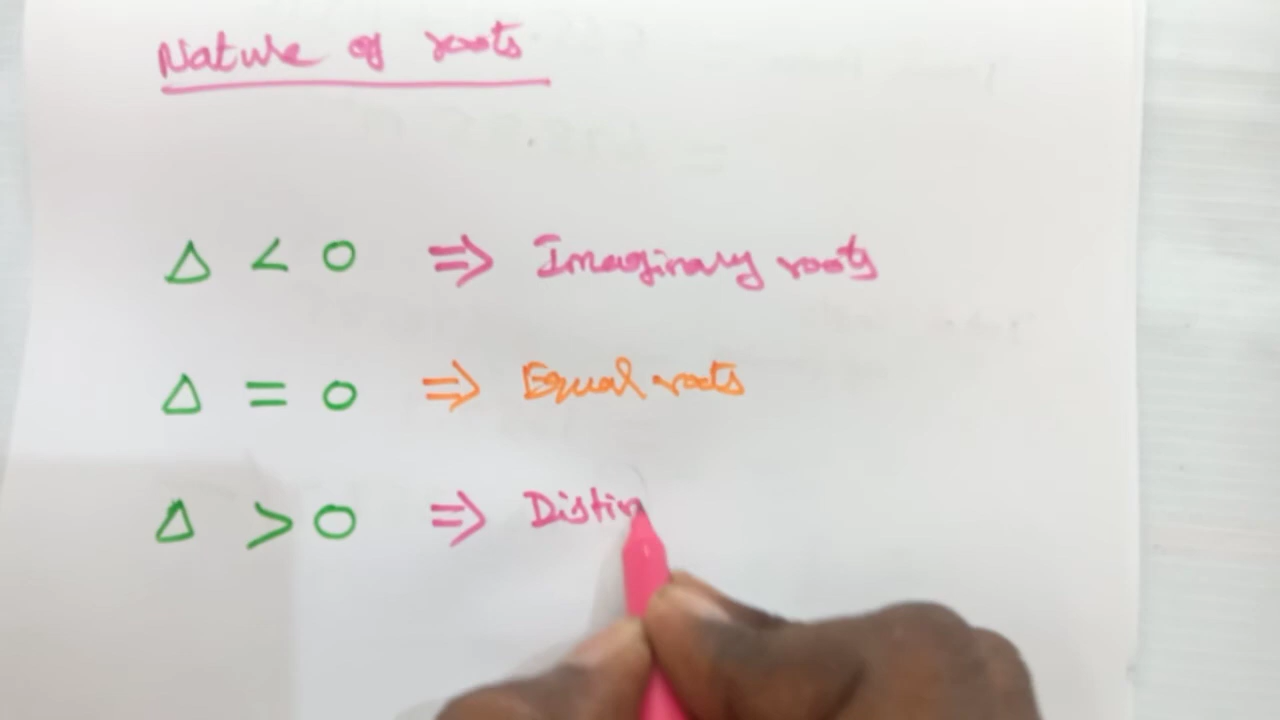 Nature of roots
Δ < 0 ⇒ Imaginary roots
Δ = 0 ⇒ Equal roots
Δ > 0 ⇒ Distin